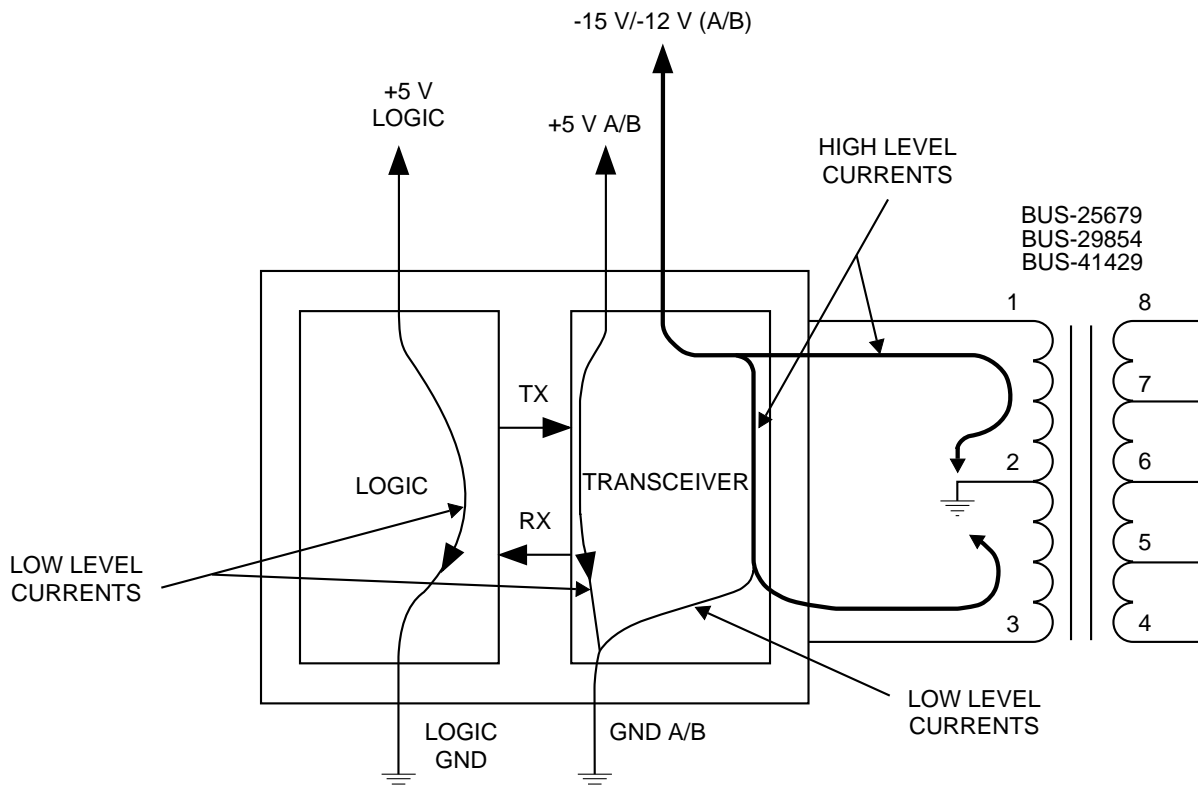 -15 V/-12 V (A/B)
+5 V
LOGIC
+5 V A/B
HIGH LEVEL
CURRENTS
BUS-25679
BUS-29854
BUS-41429
1
8
TX
7
LOGIC
TRANSCEIVER
2
6
RX
LOW LEVEL
CURRENTS
5
3
4
LOW LEVEL
CURRENTS
LOGIC
GND
GND A/B